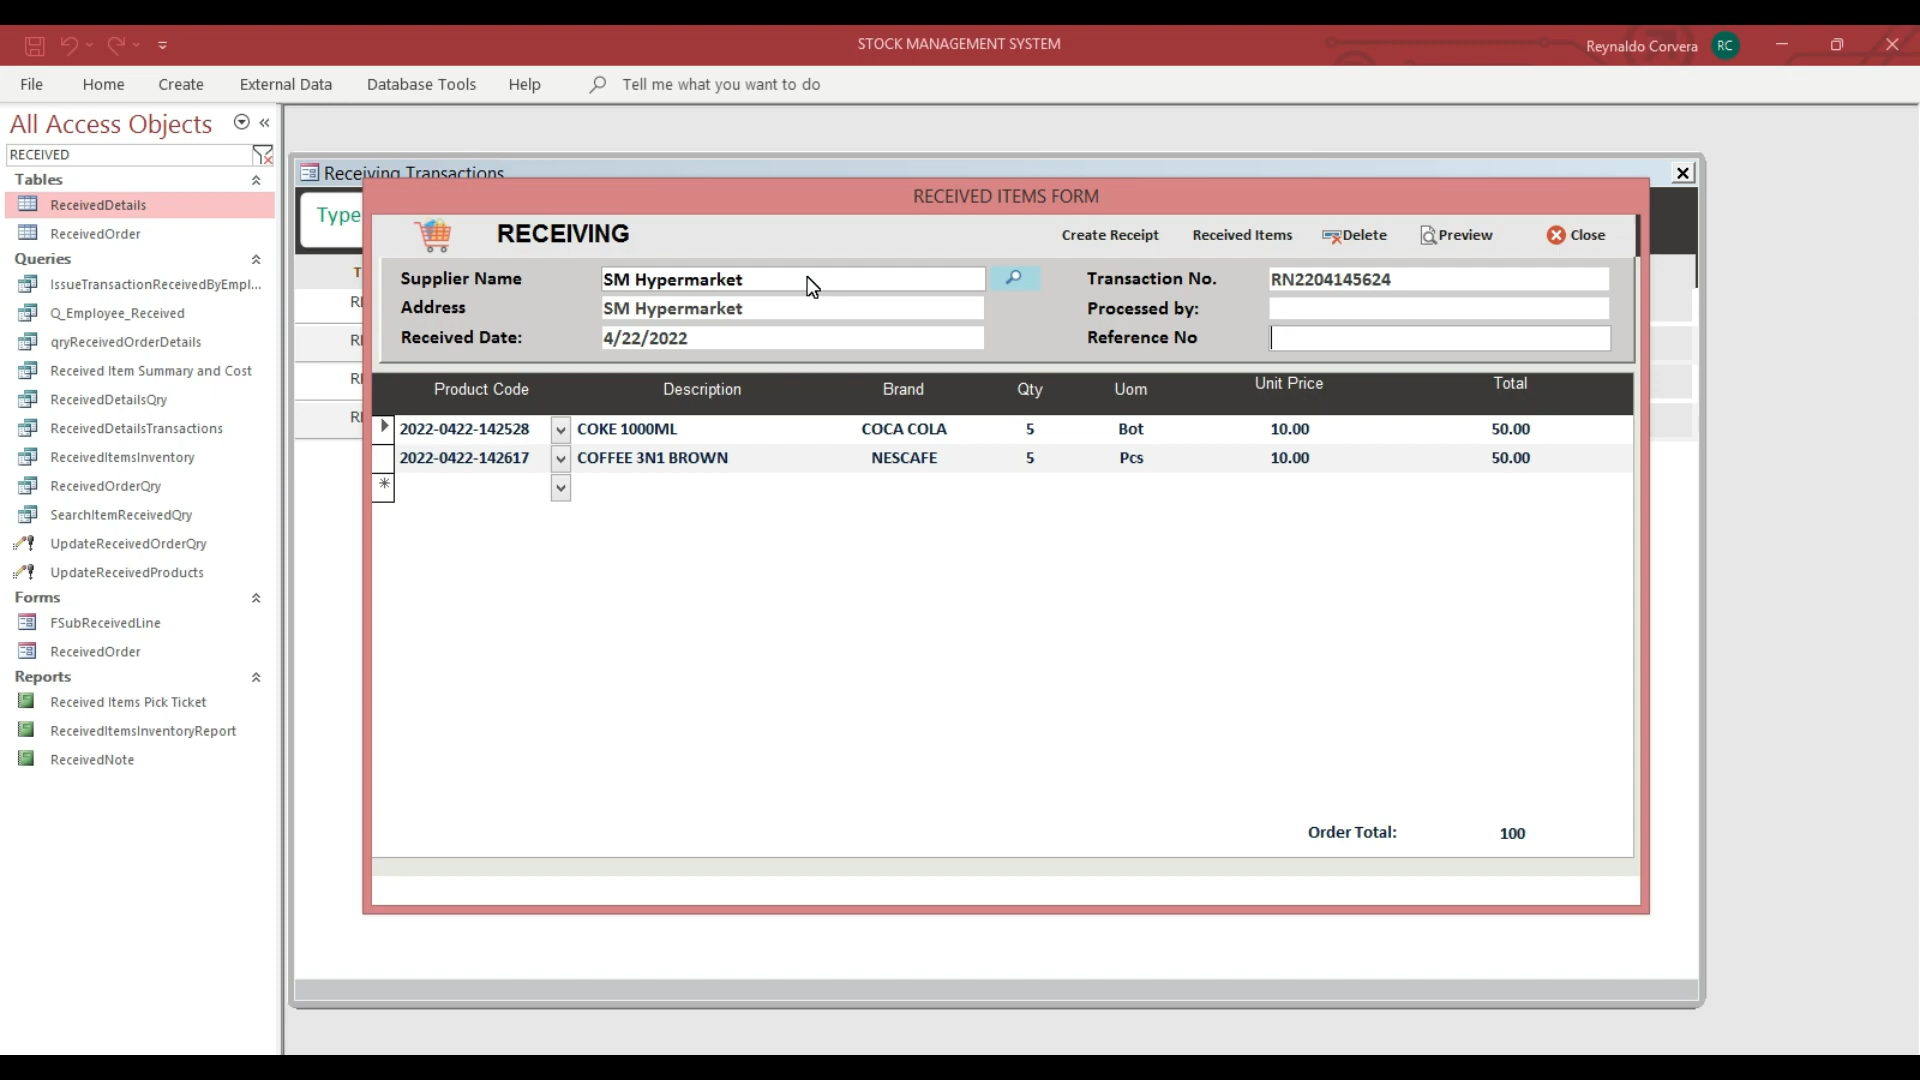 STOCK MANAGEMENT SYSTEM
Reynaldo Corvera RC
File Home Create External Data Database Tools Help Tell me what you want to do
All Access Objects
RECEIVED
Tables
ReceivedDetails
ReceivedOrder
Queries
IssueTransactionReceivedByEmpl...
Q_Employee_Received
qryReceivedOrderDetails
Received Item Summary and Cost
ReceivedDetailsQry
ReceivedDetailsTransactions
ReceivedItemsInventory
ReceivedOrderQry
SearchItemReceivedQry
UpdateReceivedOrderQry
UpdateReceivedProducts
Forms
FSubReceivedLine
ReceivedOrder
Reports
Received Items Pick Ticket
ReceivedItemsInventoryReport
ReceivedNote
Receiving Transactions
Type
RECEIVED ITEMS FORM
RECEIVING
Create Receipt Received Items Delete Preview Close
Supplier Name SM Hypermarket Transaction No. RN2204145624
Address SM Hypermarket Processed by:
Received Date: 4/22/2022 Reference No
Product Code Description Brand Qty Uom Unit Price Total
2022-0422-142528 COKE 1000ML COCA COLA 5 Bot 10.00 50.00
2022-0422-142617 COFFEE 3N1 BROWN NESCAFE 5 Pcs 10.00 50.00
Order Total: 100